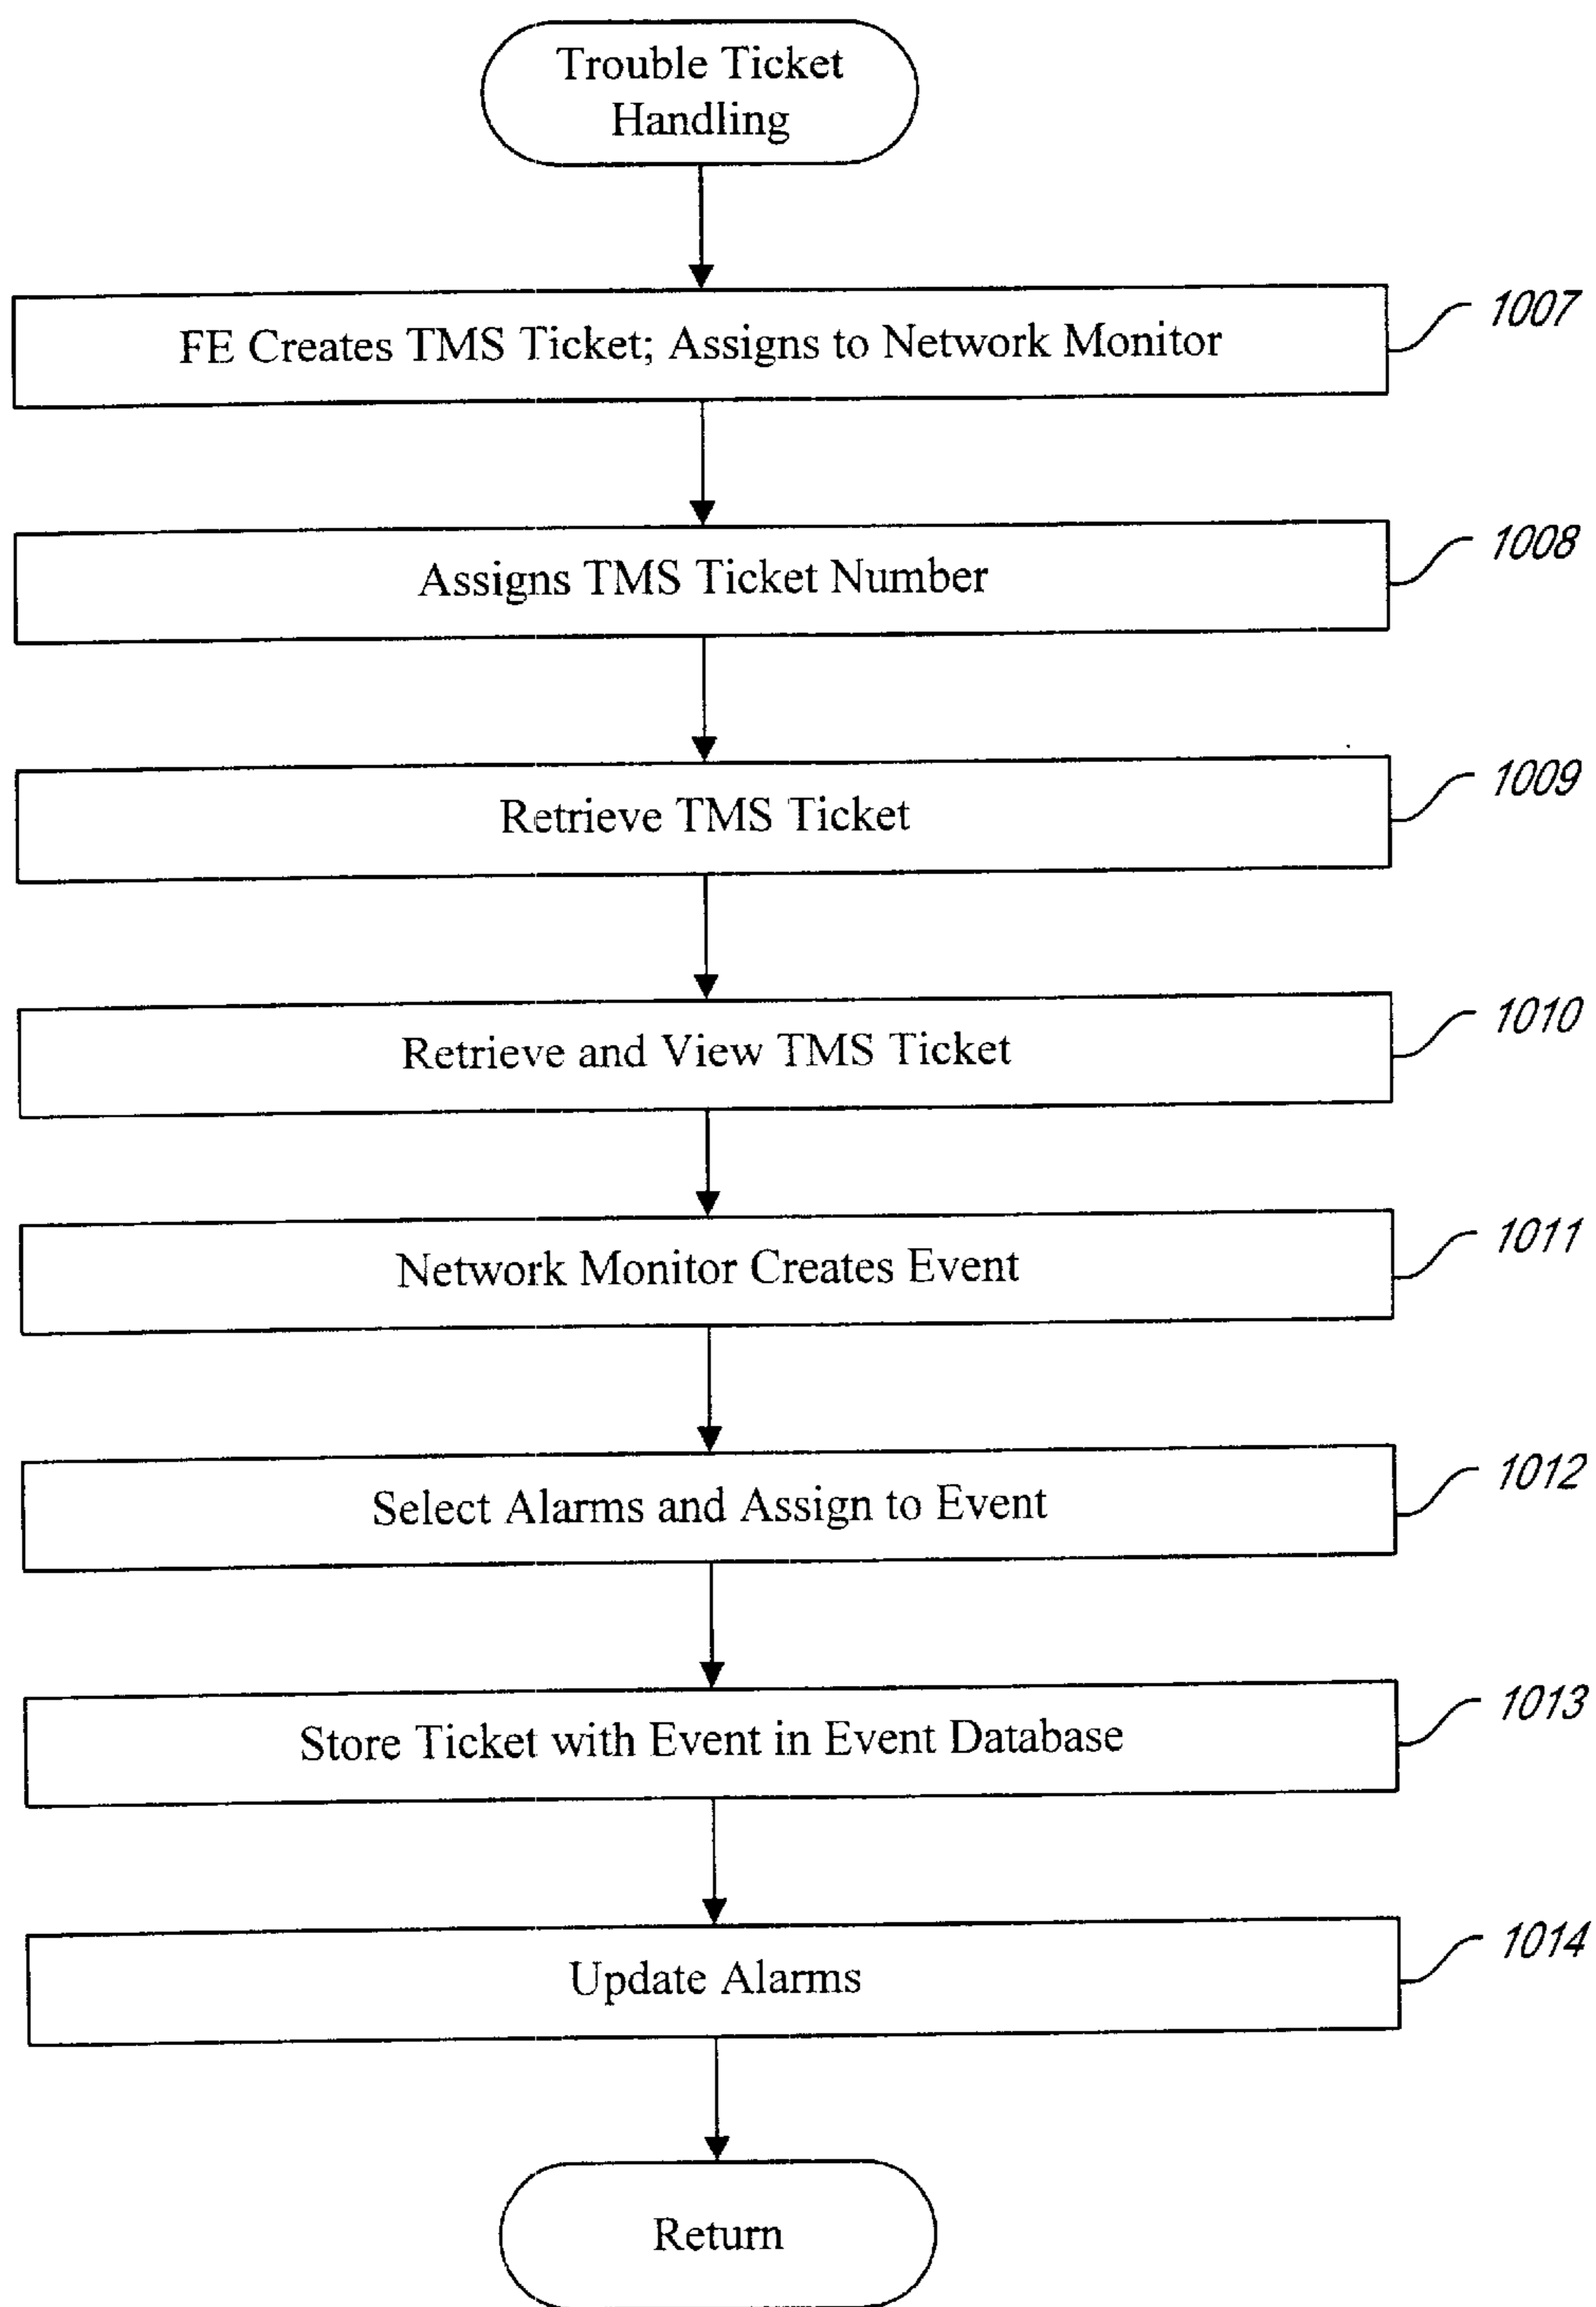 Trouble Ticket
Handling
FE Creates TMS Ticket; Assigns to Network Monitor
1007
Assigns TMS Ticket Number
1008
Retrieve TMS Ticket
1009
Retrieve and View TMS Ticket
1010
Network Monitor Creates Event
1011
Select Alarms and Assign to Event
1012
Store Ticket with Event in Event Database
1013
Update Alarms
1014
Return